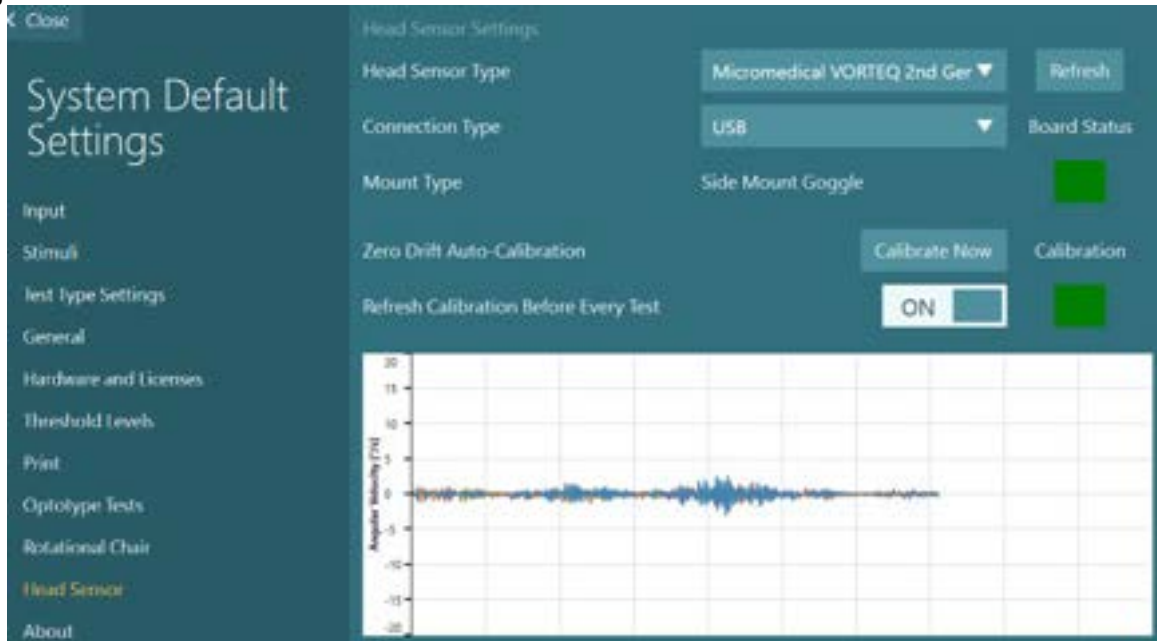 Close
System Default
Settings
Input
Stimuli
Test Type Settings
General
Hardware and Licenses
Threshold Levels
Print
Optotype Tests
Rotational Chair
Head Sensor
About
Head Sensor Settings
Head Sensor Type
Micromedical VORTEQ 2nd Ger
Refresh
Connection Type
USB
Board Status
Mount Type
Side Mount Goggle
Zero Drift Auto-Calibration
Calibrate Now
Calibration
Refresh Calibration Before Every Test
ON
Angular Velocity [°/s]
20
15
10
5
0
-5
-10
-15
-20